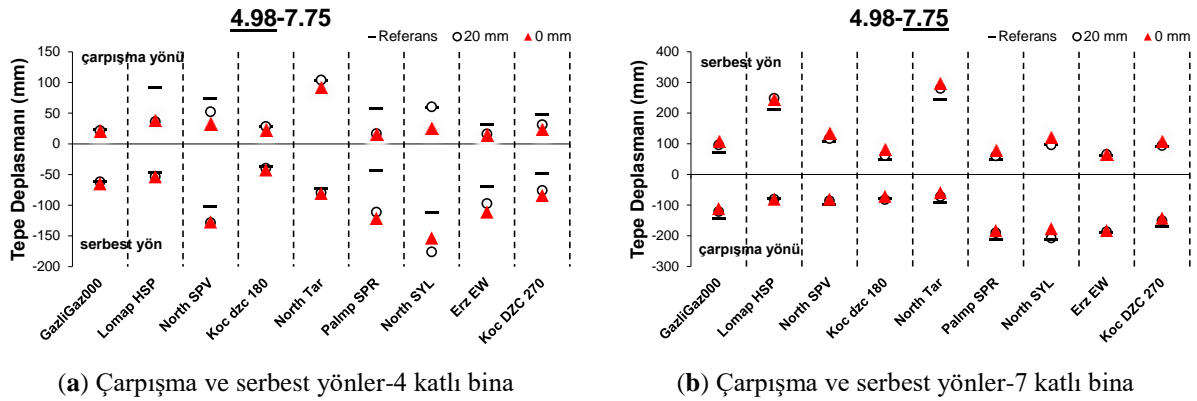 4.98-7.75
Referans 20 mm 0 mm
Tepe Deplasmanı (mm)
150
100
50
0
-50
-100
-150
-200
çarpışma yönü
serbest yön
GazliGaz000
Lomap HSP
North SPV
Koc dzc 180
North Tar
Palmp SPR
North SYL
Erz EW
Koc DZC 270
(a) Çarpışma ve serbest yönler-4 katlı bina
4.98-7.75
Referans 20 mm 0 mm
Tepe Deplasmanı (mm)
400
300
200
100
0
-100
-200
-300
serbest yön
çarpışma yönü
GazliGaz000
Lomap HSP
North SPV
Koc dzc 180
North Tar
Palmp SPR
North SYL
Erz EW
Koc DZC 270
(b) Çarpışma ve serbest yönler-7 katlı bina